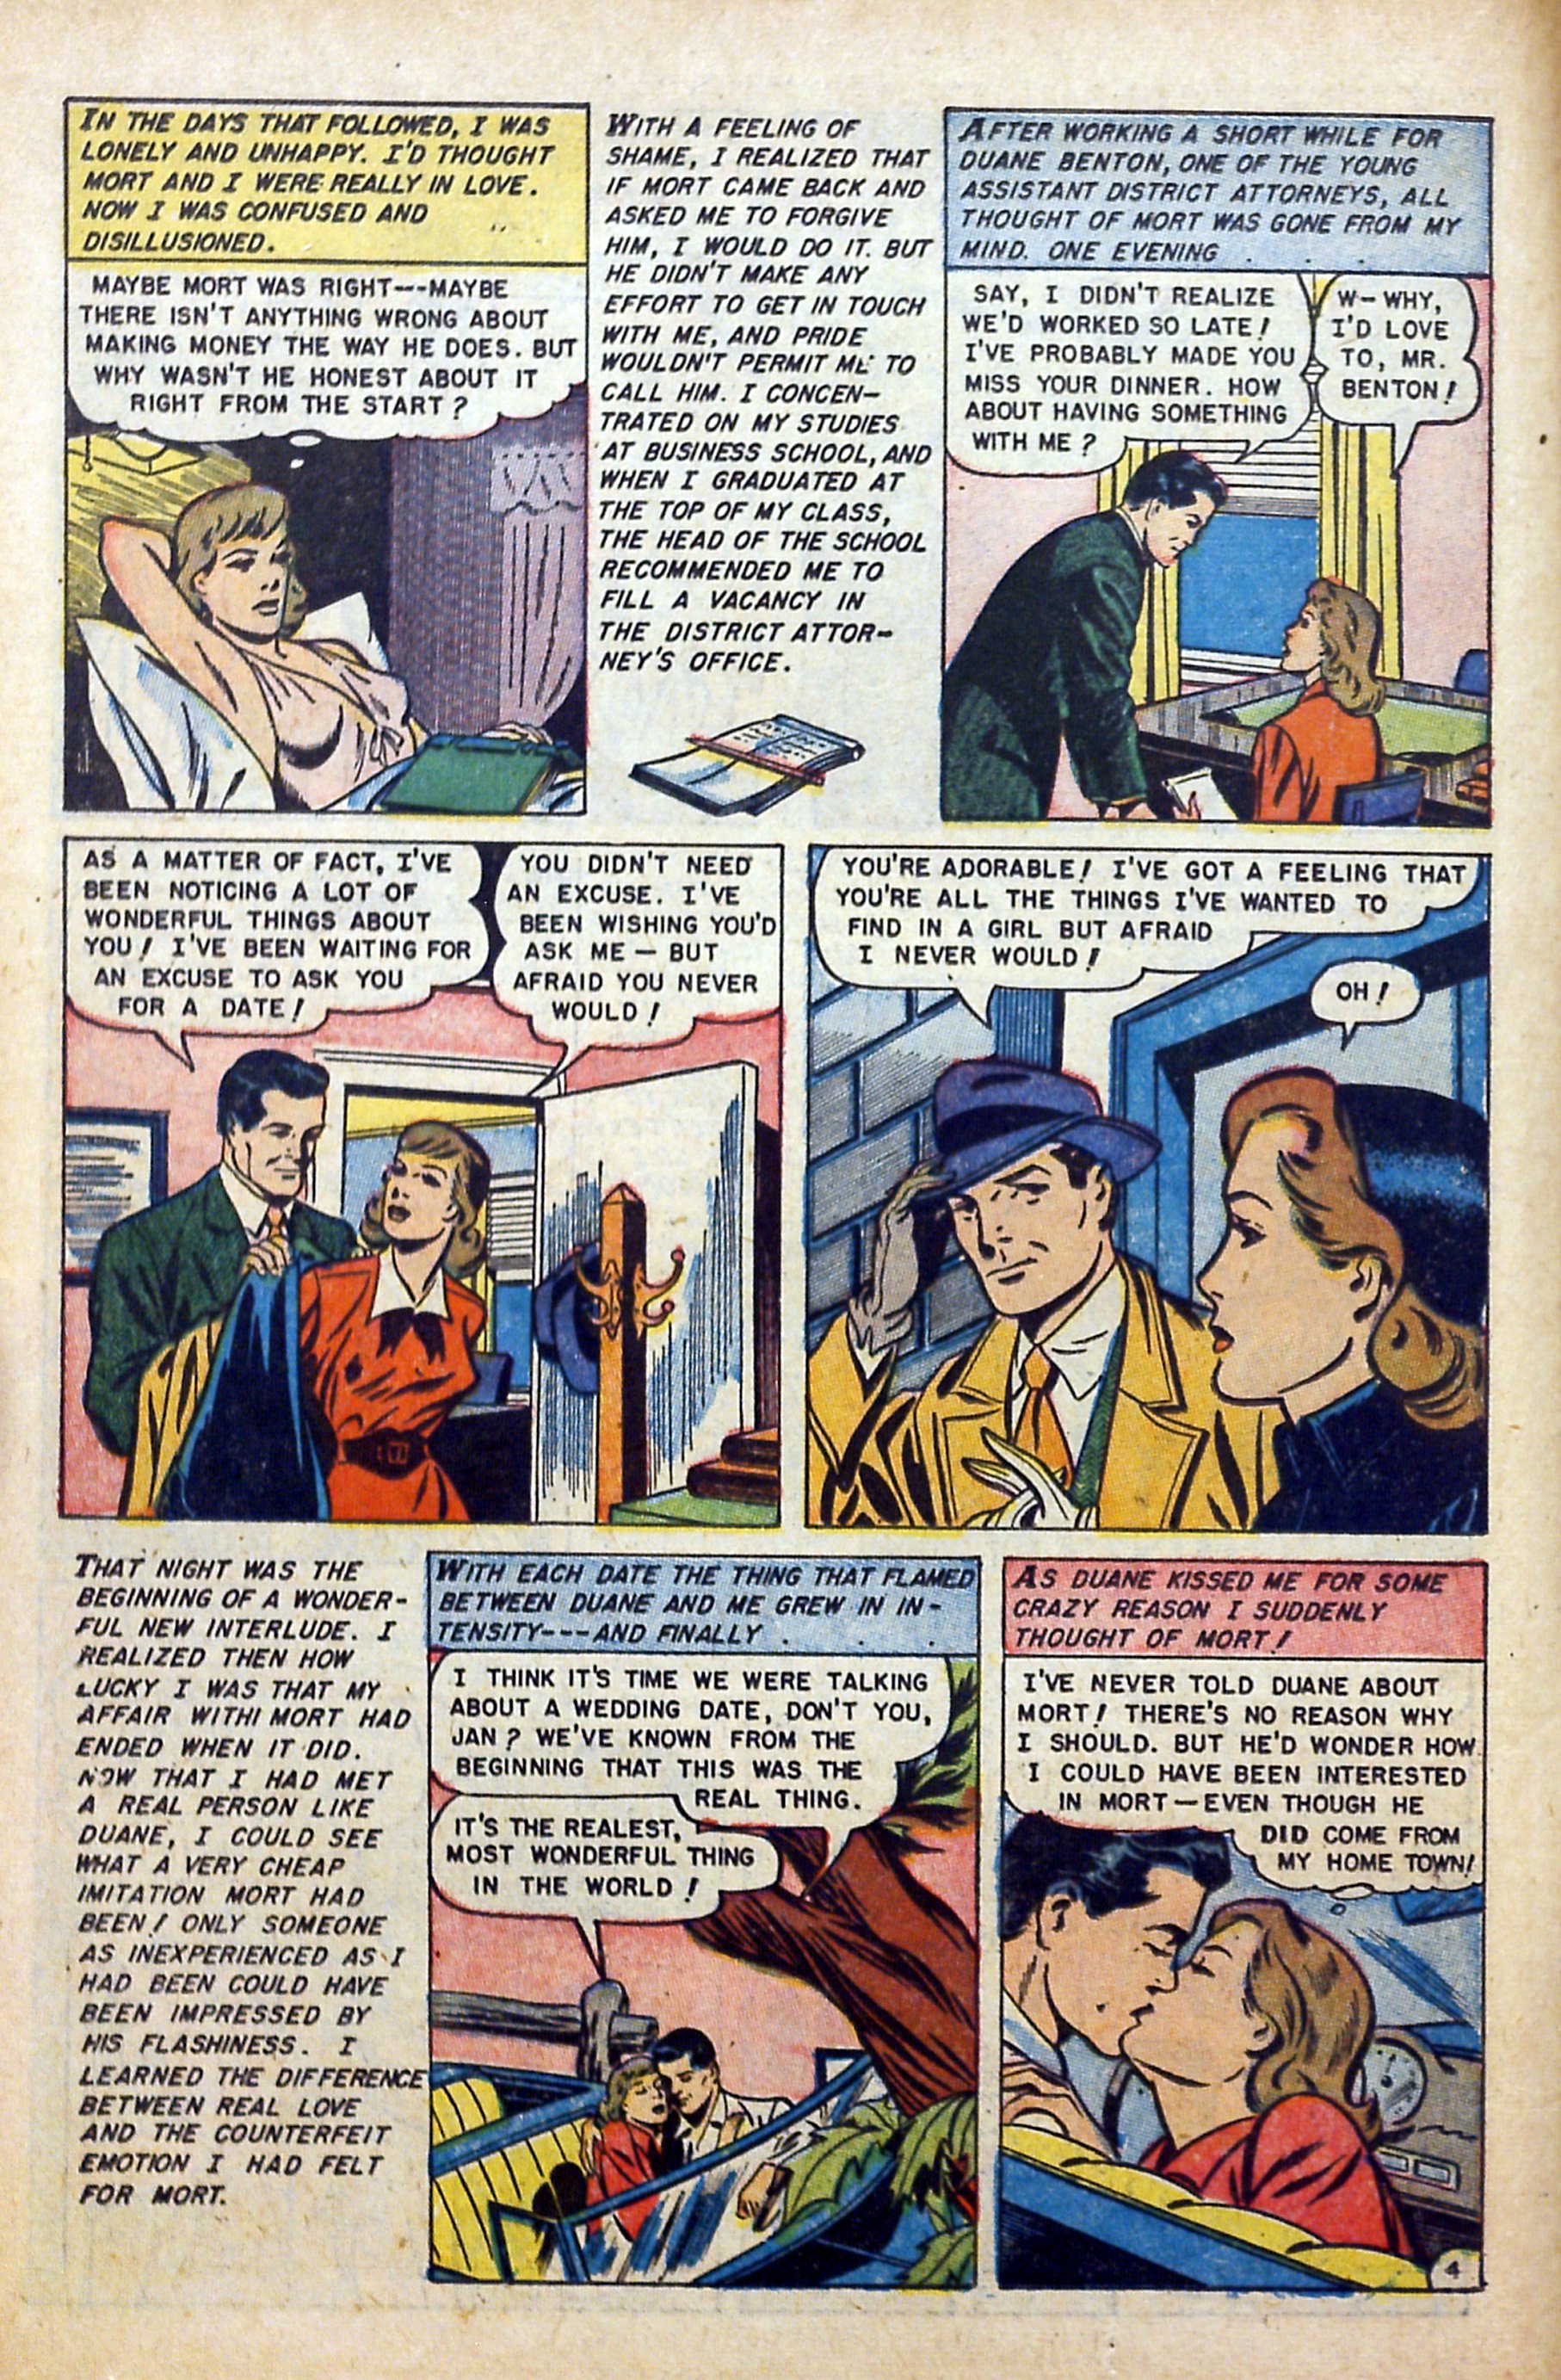 IN THE DAYS THAT FOLLOWED, I WAS
LONELY AND UNHAPPY. I'D THOUGHT
MORT AND I WERE REALLY IN LOVE.
NOW I WAS CONFUSED AND
DISILLUSIONED.
MAYBE MORT WAS RIGHT---MAYBE
THERE ISN'T ANYTHING WRONG ABOUT
MAKING MONEY THE WAY HE DOES. BUT
WHY WASN'T HE HONEST ABOUT IT
RIGHT FROM THE START?
WITH A FEELING OF
SHAME, I REALIZED THAT
IF MORT CAME BACK AND
ASKED ME TO FORGIVE
HIM, I WOULD DO IT. BUT
HE DIDN'T MAKE ANY
EFFORT TO GET IN TOUCH
WITH ME, AND PRIDE
WOULDN'T PERMIT ME TO
CALL HIM. I CONCEN-
TRATED ON MY STUDIES
AT BUSINESS SCHOOL, AND
WHEN I GRADUATED AT
THE TOP OF MY CLASS,
THE HEAD OF THE SCHOOL
RECOMMENDED ME TO
FILL A VACANCY IN
THE DISTRICT ATTOR-
NEY'S OFFICE.
AFTER WORKING A SHORT WHILE FOR
DUANE BENTON, ONE OF THE YOUNG
ASSISTANT DISTRICT ATTORNEYS, ALL
THOUGHT OF MORT WAS GONE FROM MY
MIND. ONE EVENING . . .
SAY, I DIDN'T REALIZE
WE'D WORKED SO LATE!
I'VE PROBABLY MADE YOU
MISS YOUR DINNER. HOW
ABOUT HAVING SOMETHING
WITH ME?
W-WHY,
I'D LOVE
TO, MR.
BENTON!
AS A MATTER OF FACT, I'VE
BEEN NOTICING A LOT OF
WONDERFUL THINGS ABOUT
YOU! I'VE BEEN WAITING FOR
AN EXCUSE TO ASK YOU
FOR A DATE!
YOU DIDN'T NEED
AN EXCUSE. I'VE
BEEN WISHING YOU'D
ASK ME — BUT
AFRAID YOU NEVER
WOULD!
YOU'RE ADORABLE! I'VE GOT A FEELING THAT
YOU'RE ALL THE THINGS I'VE WANTED TO
FIND IN A GIRL BUT AFRAID
I NEVER WOULD!
OH!
THAT NIGHT WAS THE
BEGINNING OF A WONDER-
FUL NEW INTERLUDE. I
REALIZED THEN HOW
LUCKY I WAS THAT MY
AFFAIR WITH MORT HAD
ENDED WHEN IT DID.
NOW THAT I HAD MET
A REAL PERSON LIKE
DUANE, I COULD SEE
WHAT A VERY CHEAP
IMITATION MORT HAD
BEEN! ONLY SOMEONE
AS INEXPERIENCED AS I
HAD BEEN COULD HAVE
BEEN IMPRESSED BY
HIS FLASHINESS. I
LEARNED THE DIFFERENCE
BETWEEN REAL LOVE
AND THE COUNTERFEIT
EMOTION I HAD FELT
FOR MORT.
WITH EACH DATE THE THING THAT FLAMED
BETWEEN DUANE AND ME GREW IN IN-
TENSITY---AND FINALLY . . .
I THINK IT'S TIME WE WERE TALKING
ABOUT A WEDDING DATE, DON'T YOU,
JAN? WE'VE KNOWN FROM THE
BEGINNING THAT THIS WAS THE
REAL THING.
IT'S THE REALEST,
MOST WONDERFUL THING
IN THE WORLD!
AS DUANE KISSED ME FOR SOME
CRAZY REASON I SUDDENLY
THOUGHT OF MORT!
I'VE NEVER TOLD DUANE ABOUT
MORT! THERE'S NO REASON WHY
I SHOULD. BUT HE'D WONDER HOW
I COULD HAVE BEEN INTERESTED
IN MORT—EVEN THOUGH HE
DID COME FROM
MY HOME TOWN!
4